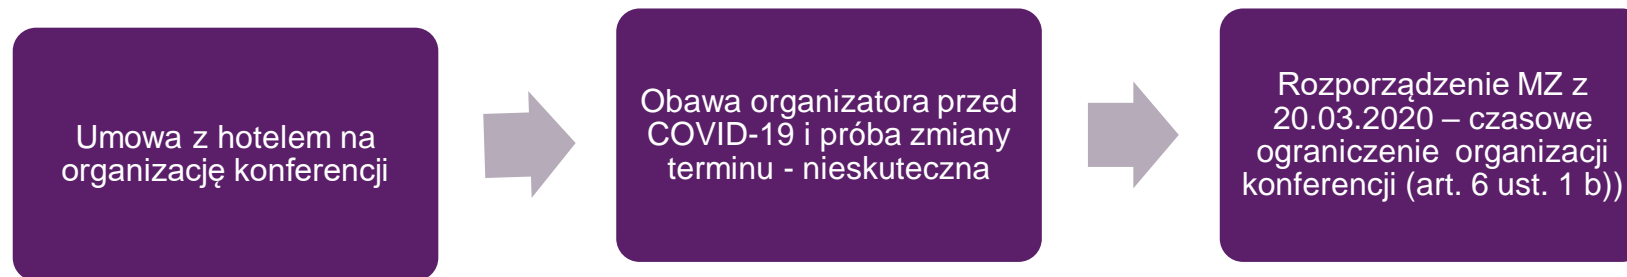 Umowa z hotelem na
organizację konferencji
Obawa organizatora przed
COVID-19 i próba zmiany
terminu - nieskuteczna
Rozporządzenie MZ z
20.03.2020 – czasowe
ograniczenie organizacji
konferencji (art. 6 ust. 1 b))